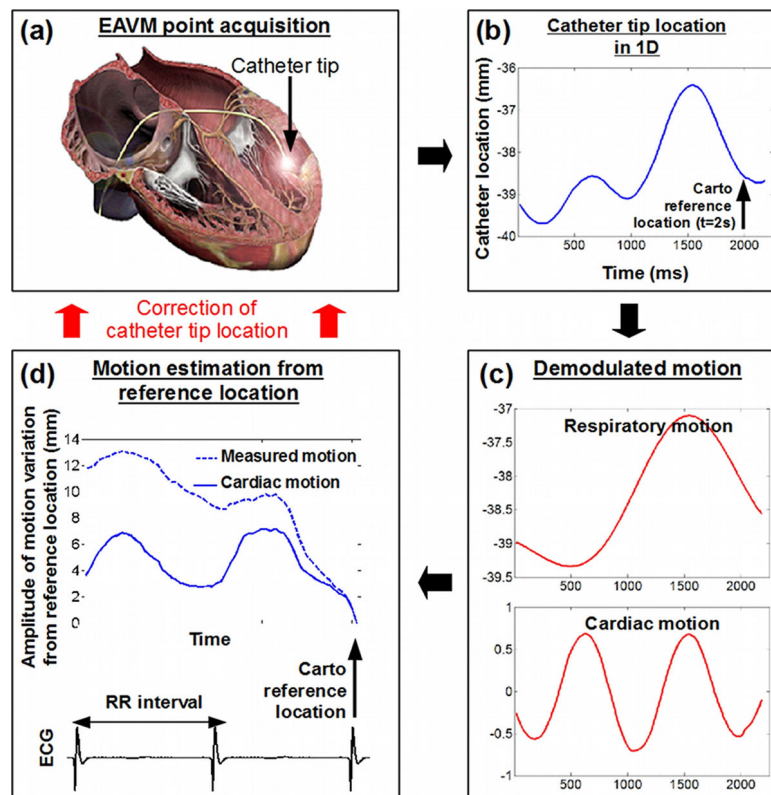 (a)
EAVM point acquisition
Catheter tip
(b)
Catheter tip location
in 1D
Catheter location (mm)
-36
-37
-38
-39
-40
Carto
reference
location (t=2s)
500
1000
1500
2000
Time (ms)
Correction of
catheter tip location
(d)
Motion estimation from
reference location
Amplitude of motion variation
from reference location (mm)
14
12
10
8
6
4
2
0
Measured motion
Cardiac motion
Time
Carto
reference
location
RR interval
ECG
(c)
Demodulated motion
Respiratory motion
-37
-37.5
-38
-38.5
-39
-39.5
500
1000
1500
2000
Cardiac motion
1
0.5
0
-0.5
-1
500
1000
1500
2000